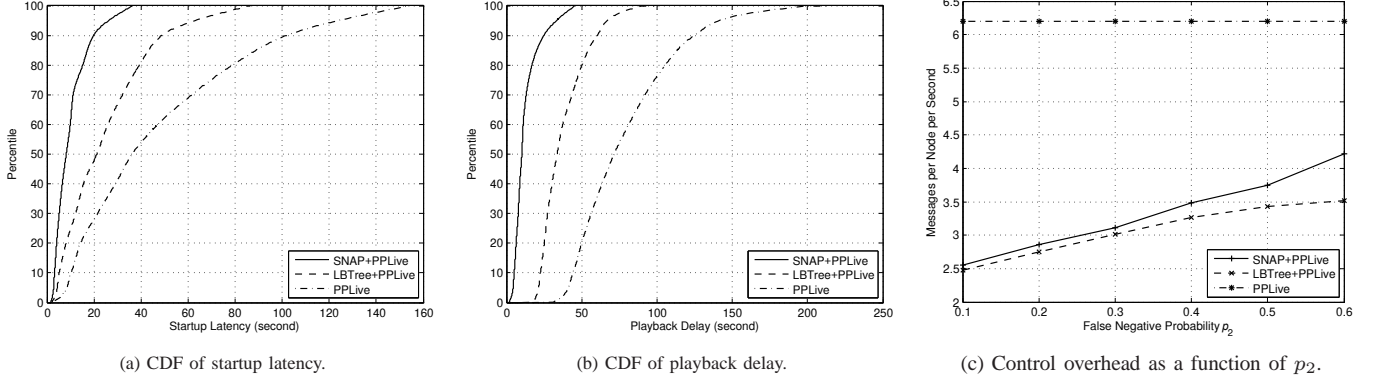 100
90
80
70
60
50
40
30
20
10
0
Percentile
0 20 40 60 80 100 120 140 160
Startup Latency (second)
SNAP+PPLive
LBTree+PPLive
PPLive
(a) CDF of startup latency.
100
90
80
70
60
50
40
30
20
10
0
Percentile
0 50 100 150 200 250
Playback Delay (second)
SNAP+PPLive
LBTree+PPLive
PPLive
(b) CDF of playback delay.
6.5
6
5.5
5
4.5
4
3.5
3
2.5
2
Messages per Node per Second
0.1 0.2 0.3 0.4 0.5 0.6
False Negative Probability p2
SNAP+PPLive
LBTree+PPLive
PPLive
(c) Control overhead as a function of p2.